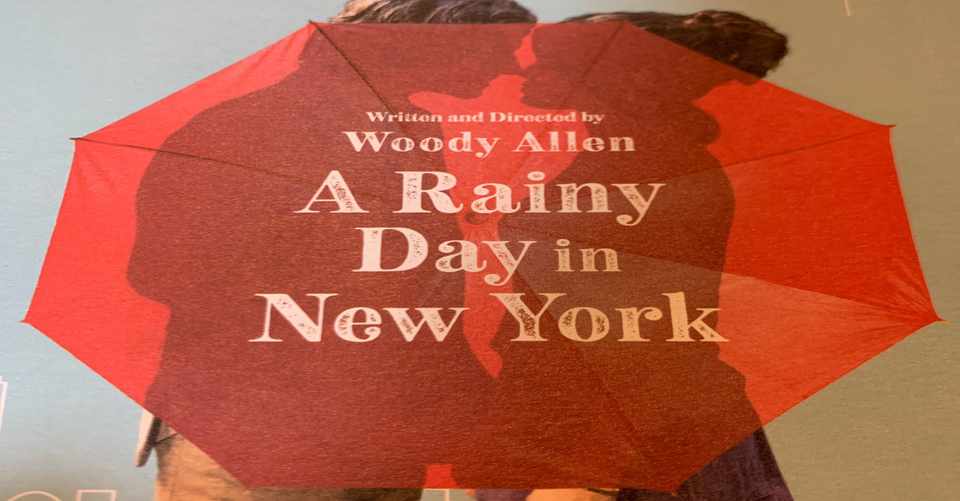 Written and Directed by
Woody Allen
A Rainy
Day in
New York